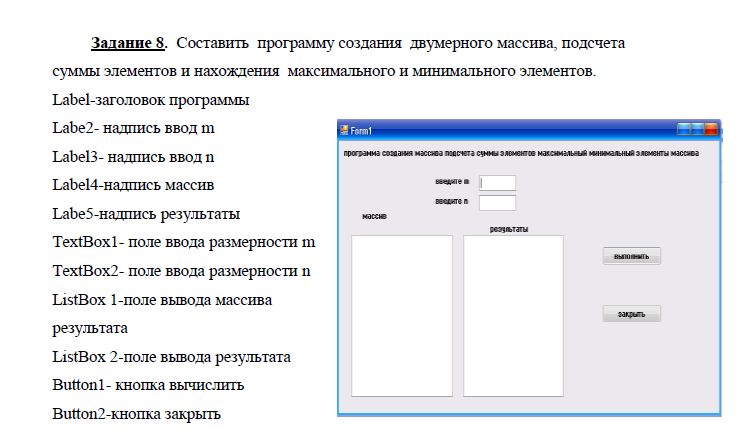 Задание 8. Составить программу создания двумерного массива, подсчета
суммы элементов и нахождения максимального и минимального элементов.
Label-заголовок программы
Labe2- надпись ввод m
Label3- надпись ввод n
Label4-надпись массив
Labe5-надпись результаты
TextBox1- поле ввода размерности m
TextBox2- поле ввода размерности n
ListBox 1-поле вывода массива
результата
ListBox 2-поле вывода результата
Button1- кнопка вычислить
Button2-кнопка закрыть
Form1
программа создания массива подсчета суммы элементов максимальный минимальный элементы массива
введите m
введите n
массив
результаты
выполнить
закрыть